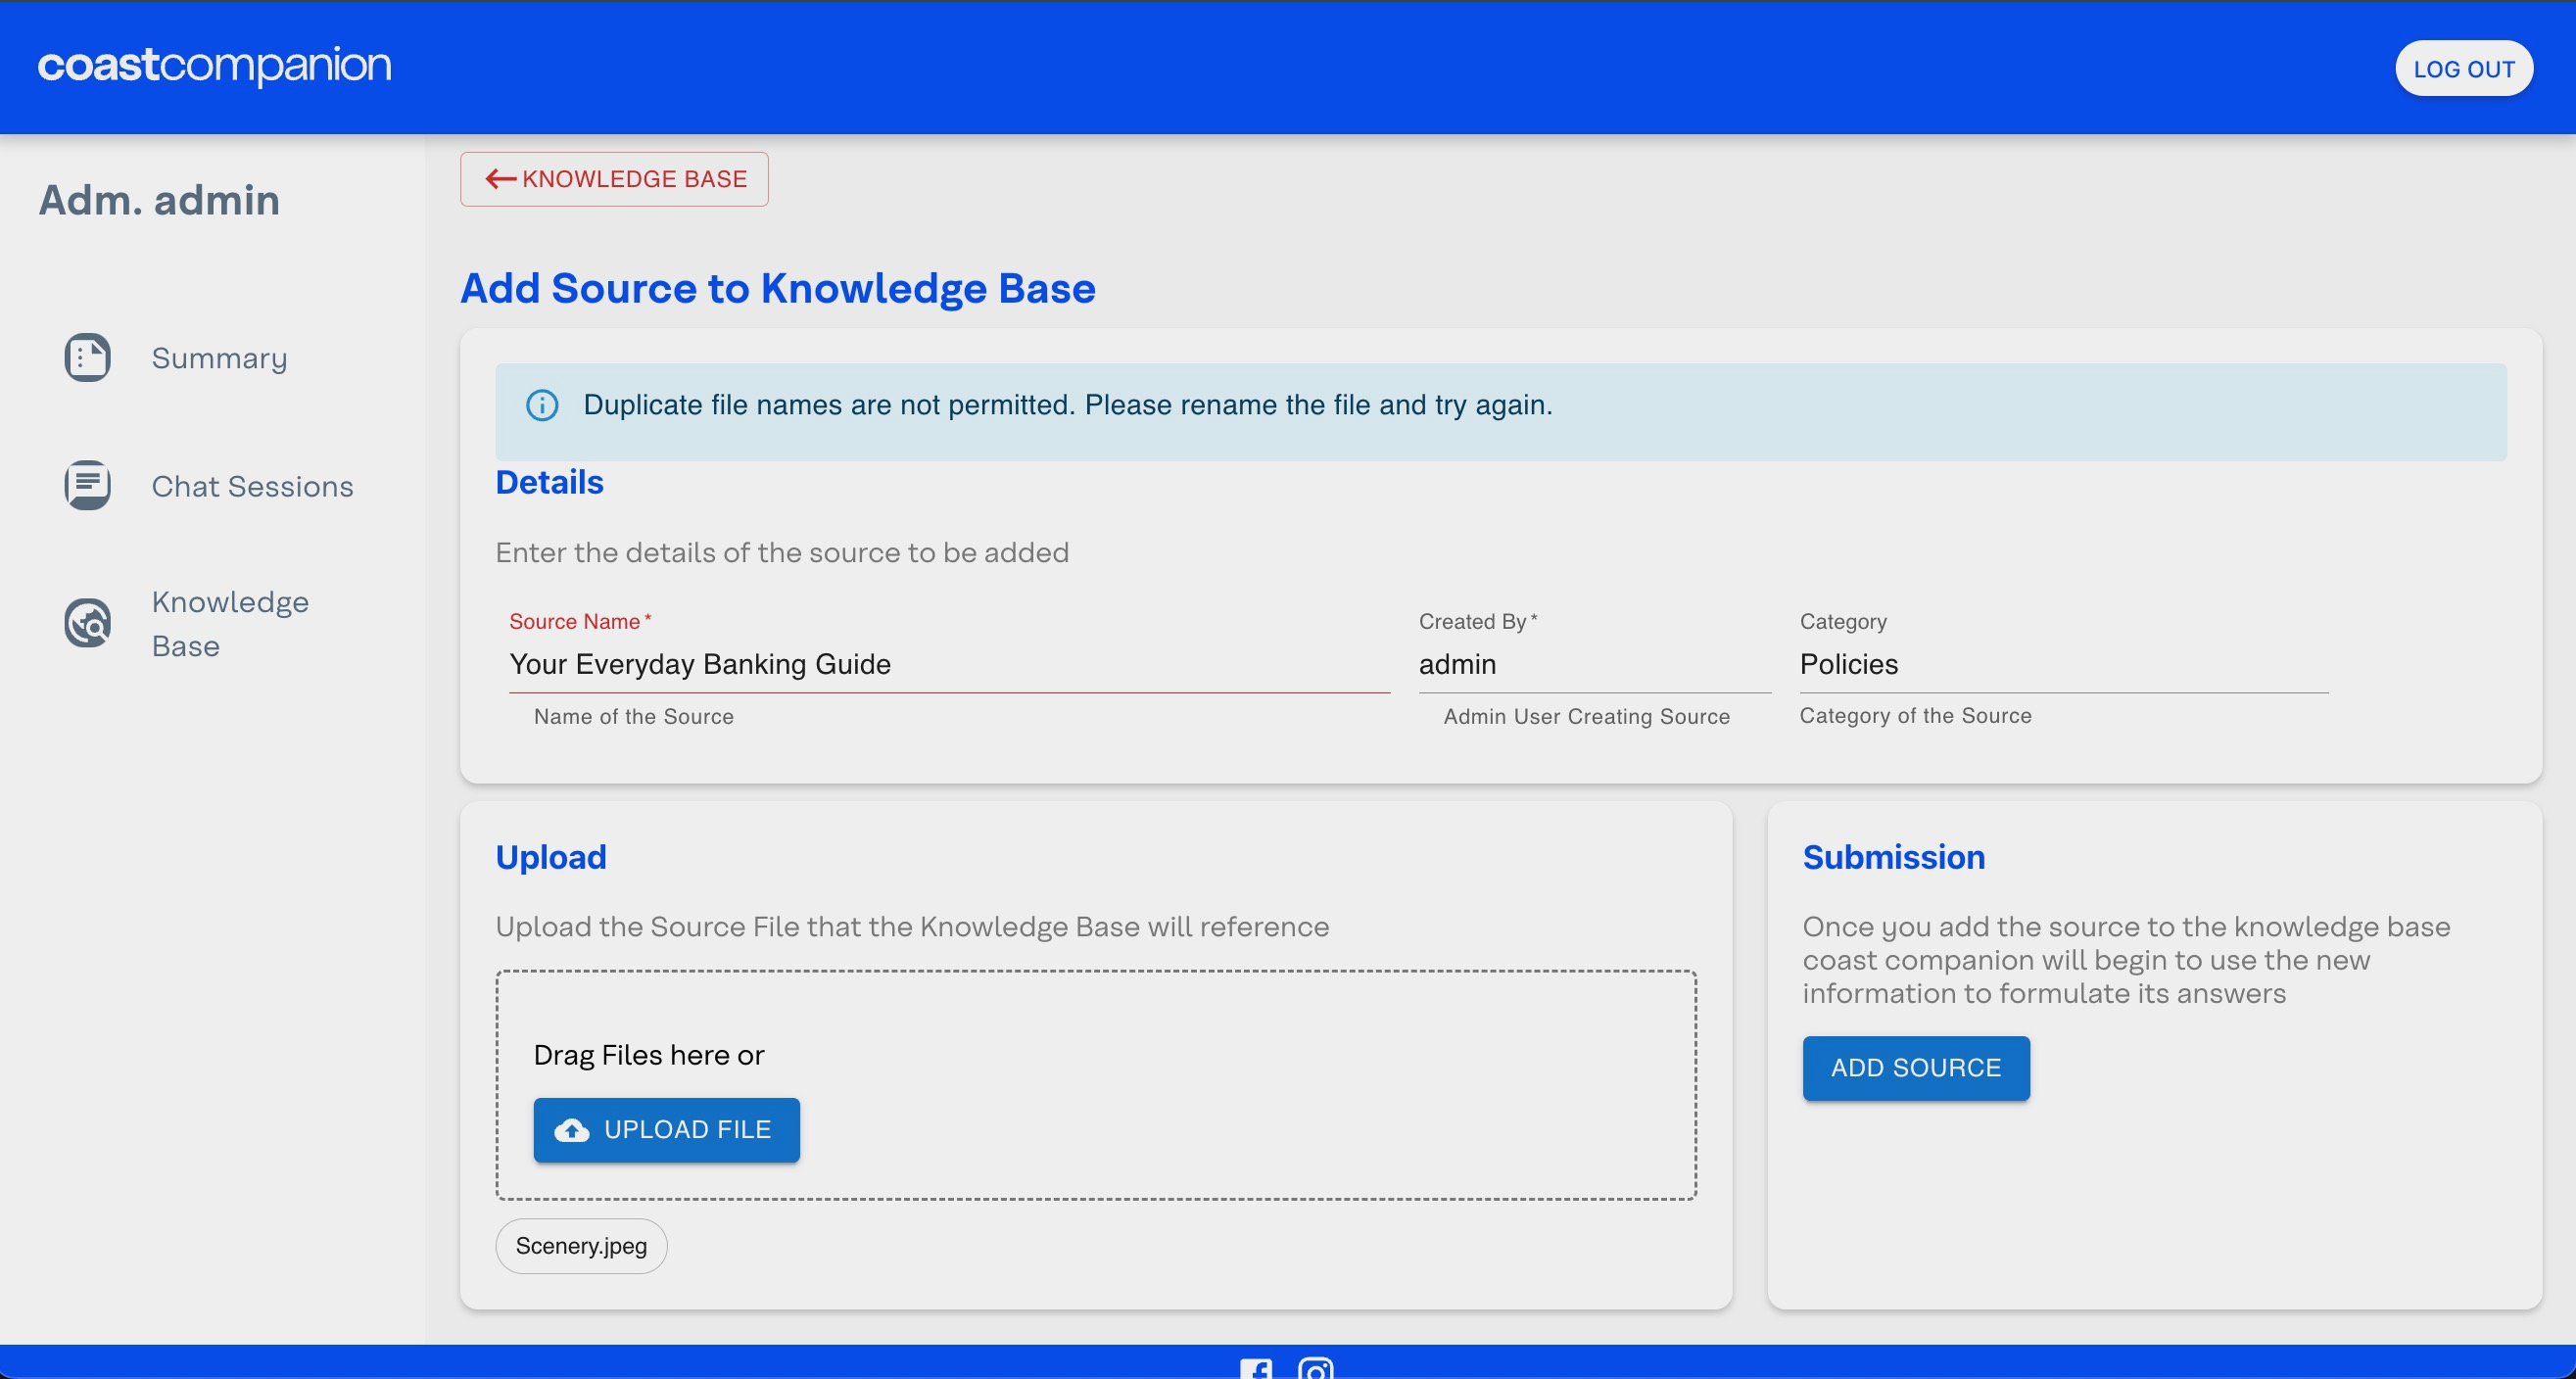 coastcompanion
LOG OUT
Adm. admin
Summary
Chat Sessions
Knowledge
Base
KNOWLEDGE BASE
Add Source to Knowledge Base
Duplicate file names are not permitted. Please rename the file and try again.
Details
Enter the details of the source to be added
Source Name *
Your Everyday Banking Guide
Name of the Source
Created By *
admin
Admin User Creating Source
Category
Policies
Category of the Source
Upload
Upload the Source File that the Knowledge Base will reference
Drag Files here or
UPLOAD FILE
Scenery.jpeg
Submission
Once you add the source to the knowledge base
coast companion will begin to use the new
information to formulate its answers
ADD SOURCE